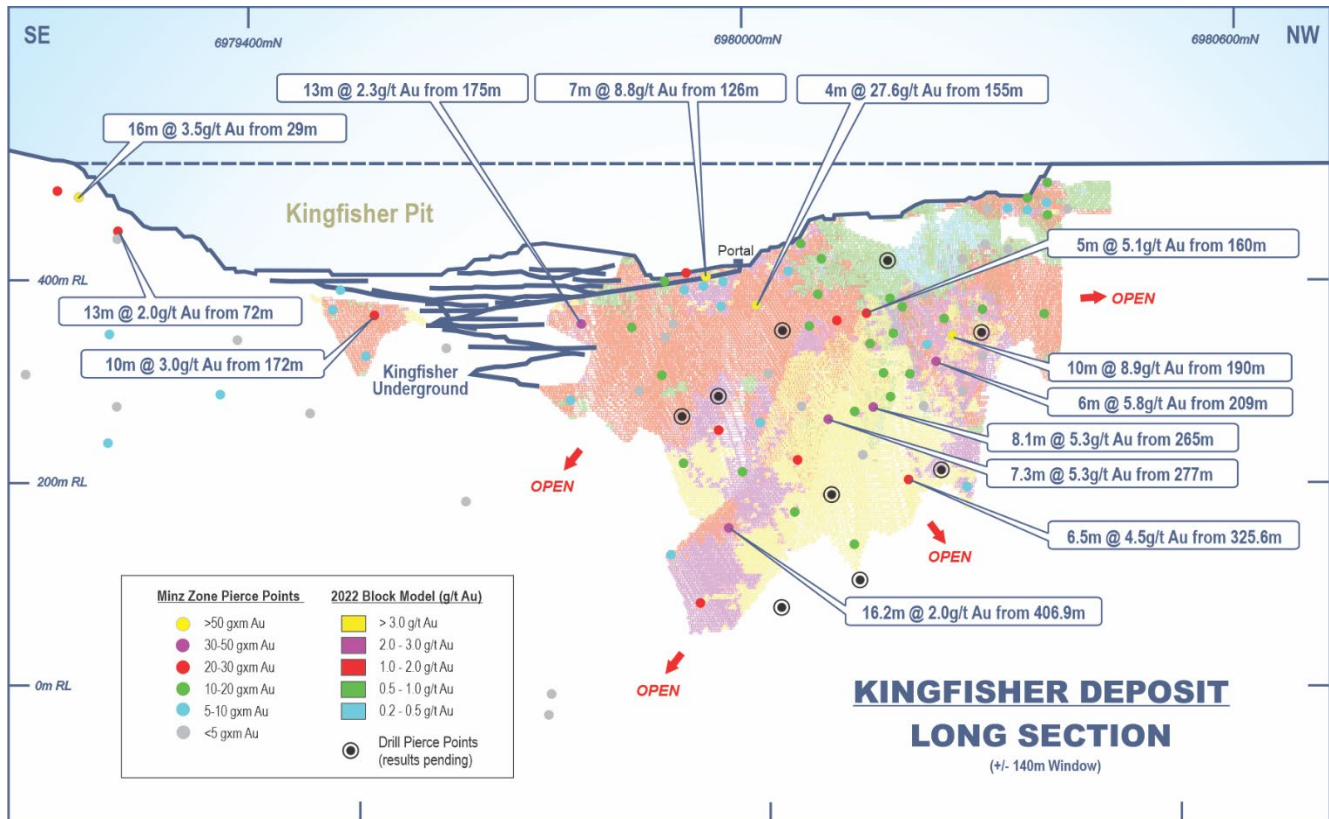 SE
6979400mN
6980000mN
6980600mN
NW
13m @ 2.3g/t Au from 175m
7m @ 8.8g/t Au from 126m
4m @ 27.6g/t Au from 155m
16m @ 3.5g/t Au from 29m
Kingfisher Pit
Portal
5m @ 5.1g/t Au from 160m
400m RL
OPEN
13m @ 2.0g/t Au from 72m
10m @ 3.0g/t Au from 172m
Kingfisher
Underground
10m @ 8.9g/t Au from 190m
6m @ 5.8g/t Au from 209m
8.1m @ 5.3g/t Au from 265m
7.3m @ 5.3g/t Au from 277m
200m RL
OPEN
6.5m @ 4.5g/t Au from 325.6m
OPEN
16.2m @ 2.0g/t Au from 406.9m
OPEN
Minz Zone Pierce Points
>50 gxm Au
30-50 gxm Au
20-30 gxm Au
10-20 gxm Au
5-10 gxm Au
<5 gxm Au
2022 Block Model (g/t Au)
> 3.0 g/t Au
2.0 - 3.0 g/t Au
1.0 - 2.0 g/t Au
0.5 - 1.0 g/t Au
0.2 - 0.5 g/t Au
Drill Pierce Points
(results pending)
0m RL
KINGFISHER DEPOSIT
LONG SECTION
(+/- 140m Window)